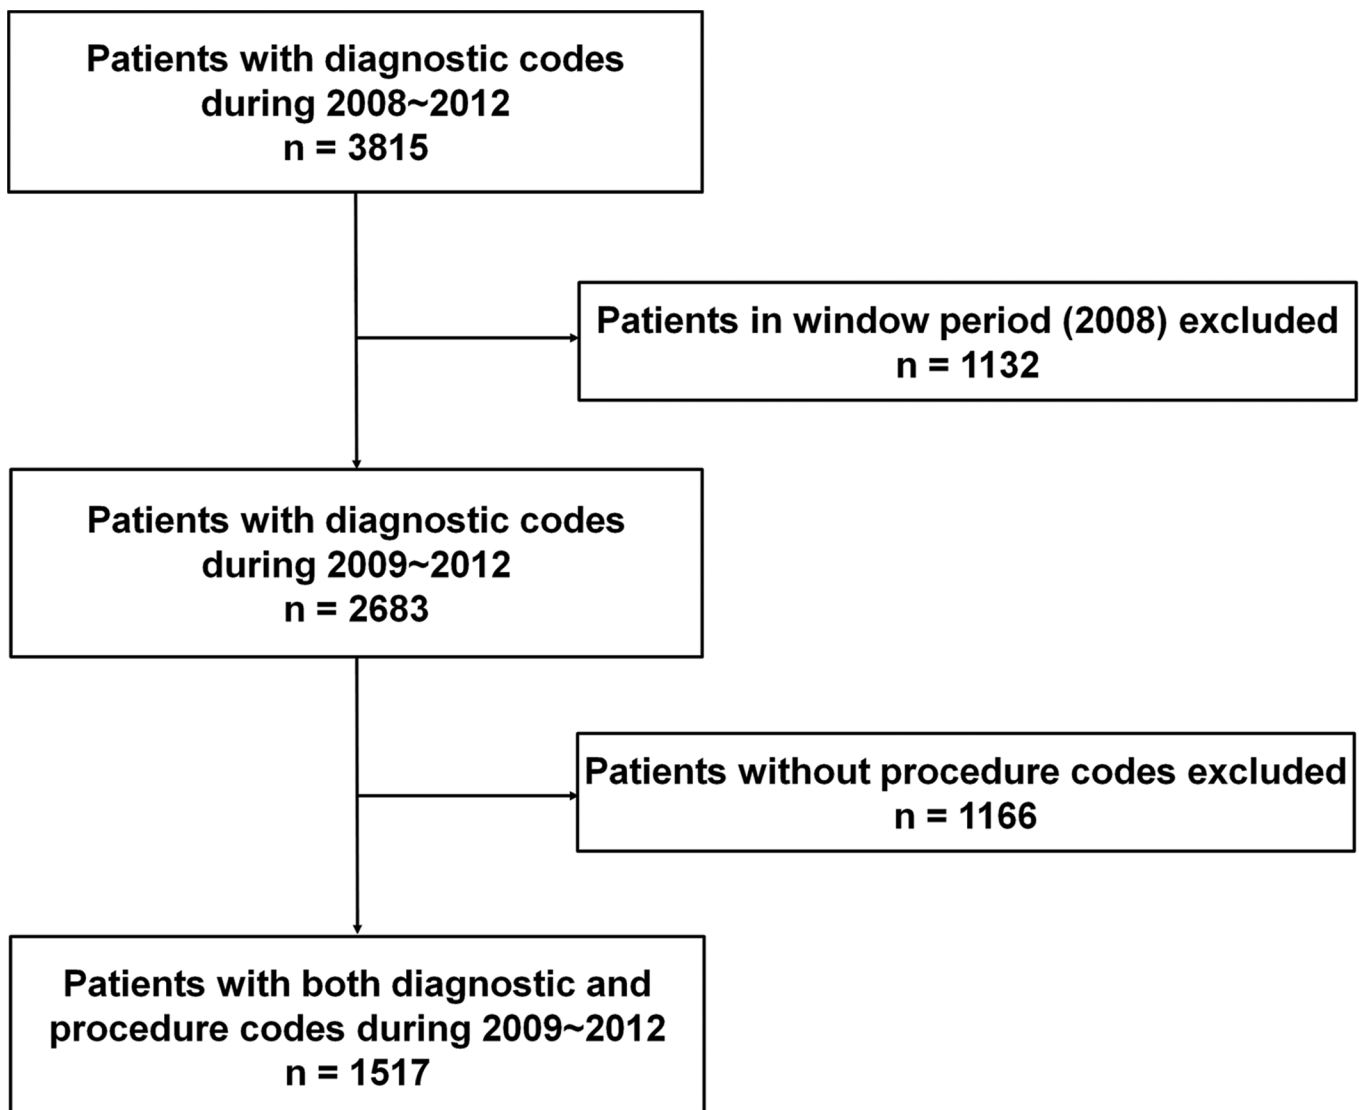 Patients with diagnostic codes
during 2008~2012
n = 3815
Patients in window period (2008) excluded
n = 1132
Patients with diagnostic codes
during 2009~2012
n = 2683
Patients without procedure codes excluded
n = 1166
Patients with both diagnostic and
procedure codes during 2009~2012
n = 1517